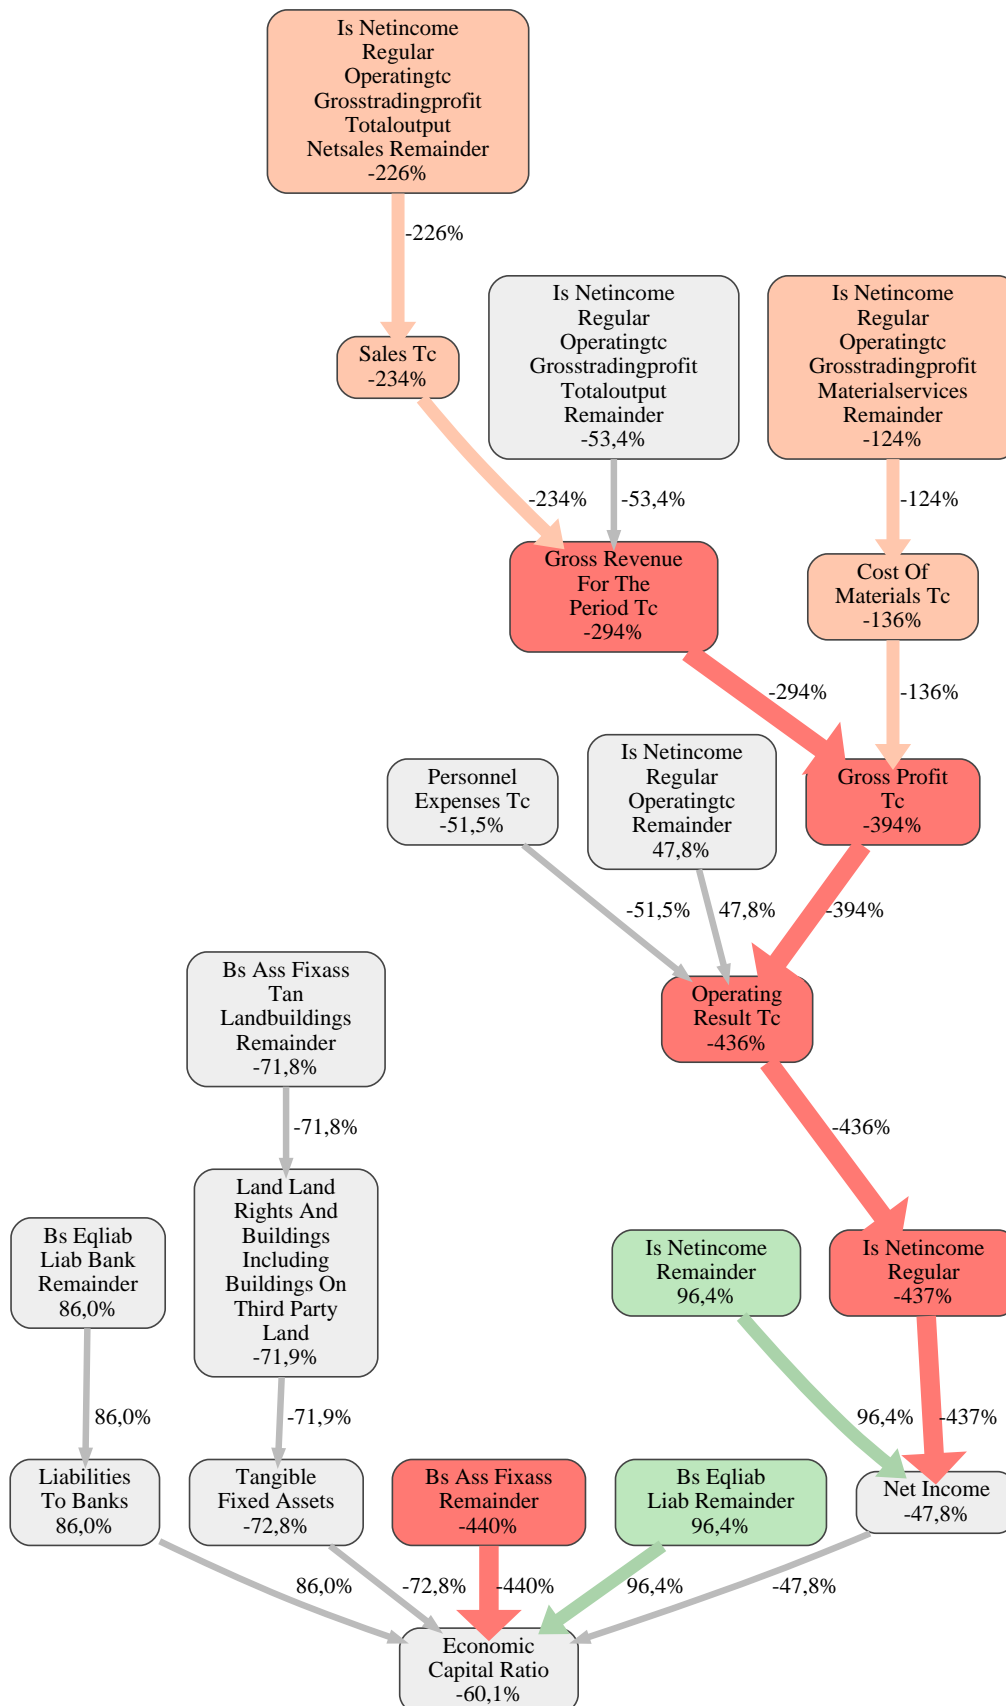 Is Netincome
Regular
Operatingtc
Grosstradingprofit
Totaloutput
Netsales Remainder
-226%
-226%
Sales Tc
-234%
Is Netincome
Regular
Operatingtc
Grosstradingprofit
Totaloutput
Remainder
-53,4%
Is Netincome
Regular
Operatingtc
Grosstradingprofit
Materialservices
Remainder
-124%
-234%
-53,4%
-124%
Gross Revenue
For The
Period Tc
-294%
Cost Of
Materials Tc
-136%
-294%
-136%
Personnel
Expenses Tc
-51,5%
Is Netincome
Regular
Operatingtc
Remainder
47,8%
Gross Profit
Tc
-394%
-51,5%
47,8%
-394%
Bs Ass Fixass
Tan
Landbuildings
Remainder
-71,8%
Operating
Result Tc
-436%
-71,8%
-436%
Bs Eqliab
Liab Bank
Remainder
86,0%
Land Land
Rights And
Buildings
Including
Buildings On
Third Party
Land
-71,9%
Is Netincome
Remainder
96,4%
Is Netincome
Regular
-437%
86,0%
-71,9%
96,4%
-437%
Liabilities
To Banks
86,0%
Tangible
Fixed Assets
-72,8%
Bs Ass Fixass
Remainder
-440%
Bs Eqliab
Liab Remainder
96,4%
Net Income
-47,8%
86,0%
-72,8%
-440%
96,4%
-47,8%
Economic
Capital Ratio
-60,1%